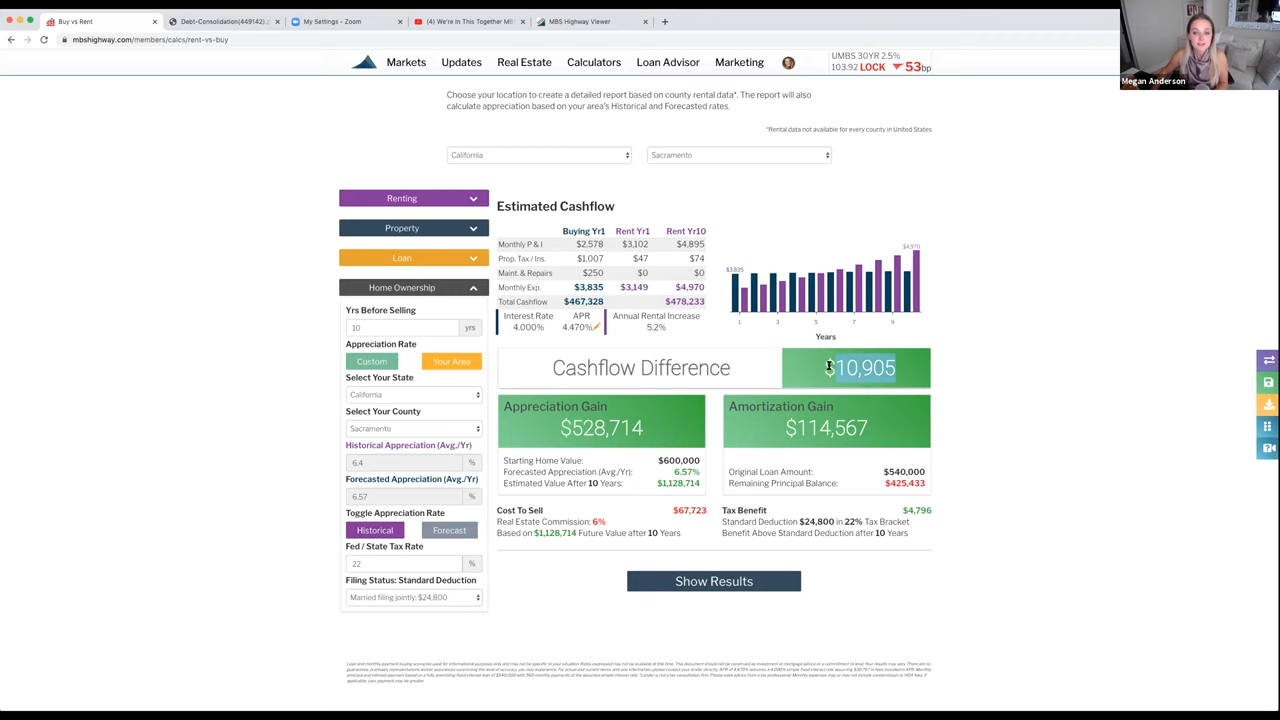 Buy vs Rent
Debt-Consolidation(449142).p
My Settings - Zoom
(4) We're In This Together MB
MBS Highway Viewer
mbshighway.com/members/calcs/rent-vs-buy
Megan Anderson
Markets Updates Real Estate Calculators Loan Advisor Marketing
UMBS 30YR 2.5%
103.92 LOCK 53bp
Choose your location to create a detailed report based on county rental data*. The report will also
calculate appreciation based on your area's Historical and Forecasted rates.
*Rental data not available for every county in United States
California
Sacramento
Renting
Property
Loan
Home Ownership
Yrs Before Selling
10 yrs
Appreciation Rate
Custom
Your Area
Select Your State
California
Select Your County
Sacramento
Historical Appreciation (Avg./Yr)
6.4 %
Forecasted Appreciation (Avg./Yr)
6.57 %
Toggle Appreciation Rate
Historical
Forecast
Fed / State Tax Rate
22 %
Filing Status: Standard Deduction
Married filing jointly: $24,800
Estimated Cashflow
Buying Yr1 Rent Yr1 Rent Yr10
Monthly P & I $2,578 $3,102 $4,895
Prop. Tax / Ins. $1,007 $47 $74
Maint. & Repairs $250 $0 $0
Monthly Exp. $3,835 $3,149 $4,970
Total Cashflow $467,328 $478,233
Interest Rate APR Annual Rental Increase
4.000% 4.470% 5.2%
$4,970
$3,835
1 3 5 7 9
Years
Cashflow Difference $10,905
Appreciation Gain
$528,714
Starting Home Value: $600,000
Forecasted Appreciation (Avg./Yr): 6.57%
Estimated Value After 10 Years: $1,128,714
Amortization Gain
$114,567
Original Loan Amount: $540,000
Remaining Principal Balance: $425,433
Cost To Sell $67,723
Real Estate Commission: 6%
Based on $1,128,714 Future Value after 10 Years
Tax Benefit $4,796
Standard Deduction $24,800 in 22% Tax Bracket
Benefit Above Standard Deduction after 10 Years
Show Results